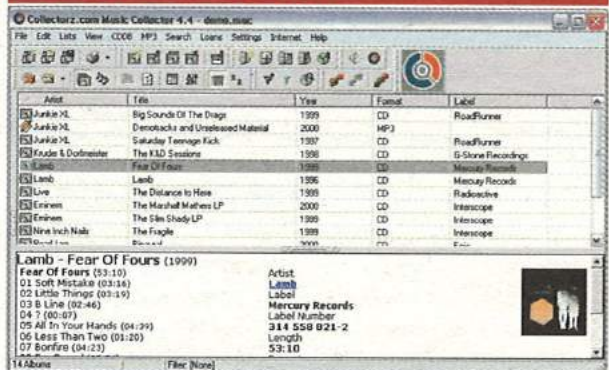 Collectorz.com Music Collector 4.4 - demo.muc
File Edit Lists View CDDB MP3 Search Loans Settings Internet Help
Artist Title Year Format Label
Junkie XL Big Sounds Of The Drags 1999 CD RoadRunner
Junkie XL Demotracks and Unreleased Material 2000 MP3
Junkie XL Saturday Teenage Kick 1997 CD RoadRunner
Kruder & Dorfmeister The K&D Sessions 1998 CD G-Stone Recordings
Lamb Fear Of Fours 1999 CD Mercury Records
Lamb Lamb 1996 CD Mercury Records
Live The Distance to Here 1999 CD Radioactive
Eminem The Marshall Mathers LP 2000 CD Interscope
Eminem The Slim Shady LP 1999 CD Interscope
Nine Inch Nails The Fragile 1999 CD Interscope
2000 CD Epic
Lamb - Fear Of Fours (1999)
Fear Of Fours (53:10) Artist
01 Soft Mistake (03:16) Lamb
02 Little Things (03:19) Label
03 B Line (02:46) Mercury Records
04 ? (00:07) Label Number
05 All In Your Hands (04:39) 314 558 821-2
06 Less Than Two (01:20) Length
07 Bonfire (04:23) 53:10
14 Albums Filter: [None]